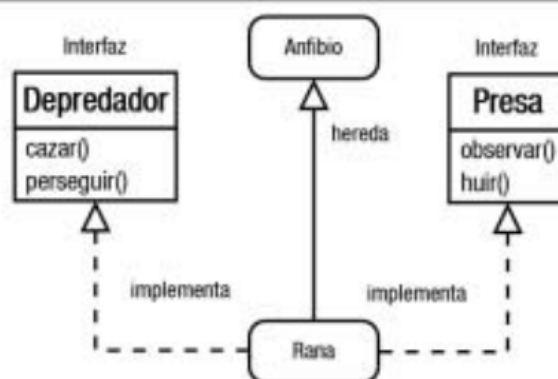 Interfaz
Depredador
cazar()
perseguir()
Anfibio
hereda
Interfaz
Presa
observar()
huir()
implementa
implementa
Rana